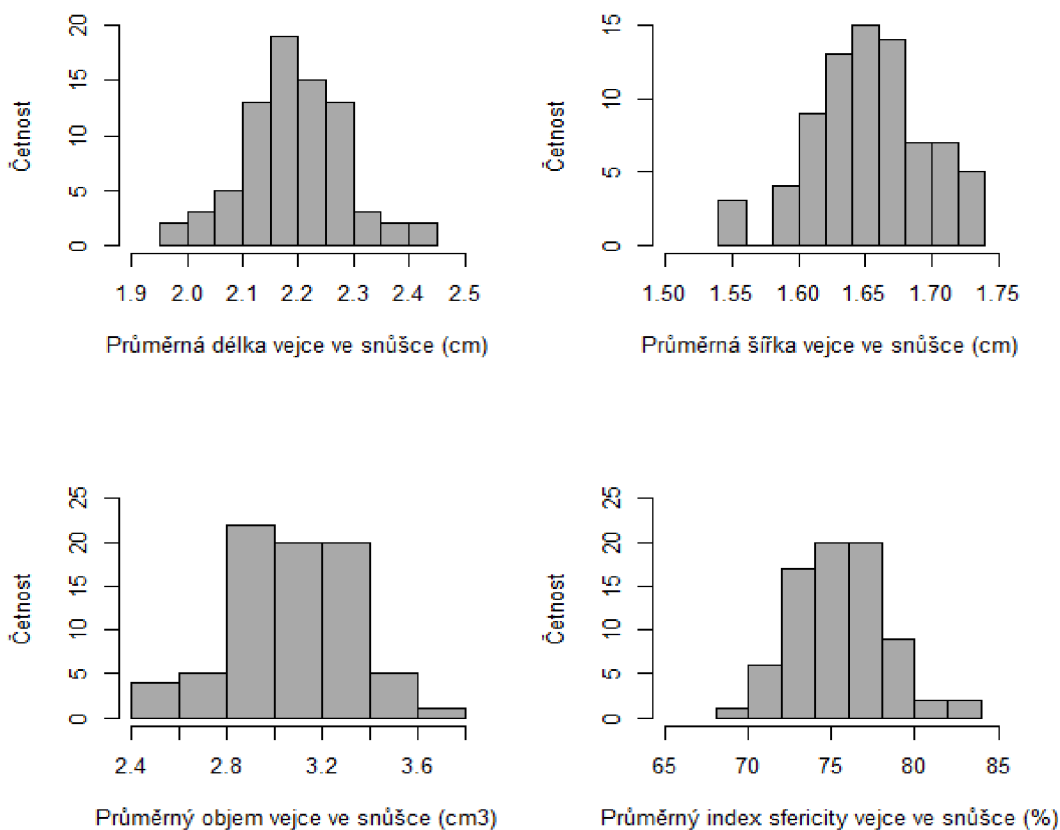 Četnost
20
15
10
5
0
1.9 2.0 2.1 2.2 2.3 2.4 2.5
Průměrná délka vejce ve snůšce (cm)
Četnost
15
10
5
0
1.50 1.55 1.60 1.65 1.70 1.75
Průměrná šířka vejce ve snůšce (cm)
Četnost
25
20
15
10
5
0
2.4 2.8 3.2 3.6
Průměrný objem vejce ve snůšce (cm3)
Četnost
25
20
15
10
5
0
65 70 75 80 85
Průměrný index sfericity vejce ve snůšce (%)